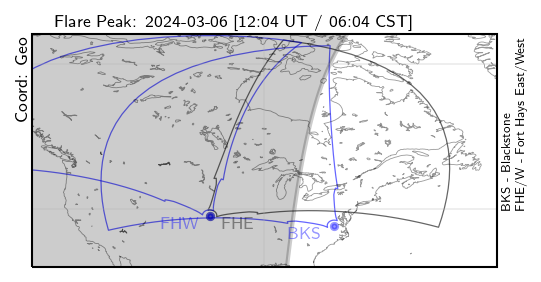 Flare Peak: 2024-03-06 [12:04 UT / 06:04 CST]
Coord: Geo
FHW
FHE
BKS
BKS - Blackstone
FHE/W - Fort Hays East/West